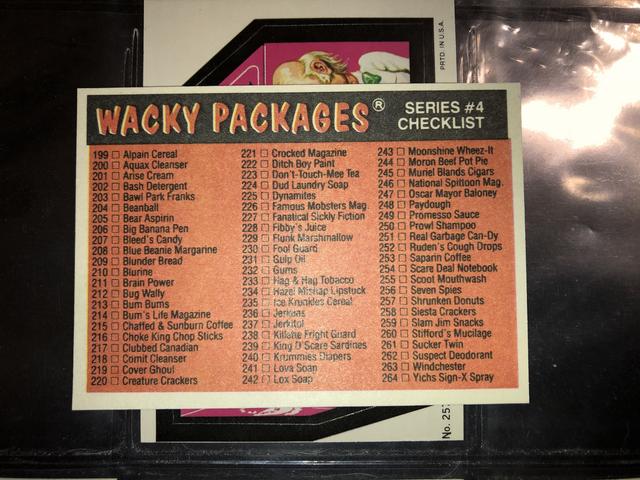 PRTD. IN U.S.A.
WACKY PACKAGES®
SERIES #4
CHECKLIST
199 □ Alpain Cereal
200 □ Aquax Cleanser
201 □ Arise Cream
202 □ Bash Detergent
203 □ Bawl Park Franks
204 □ Beanball
205 □ Bear Aspirin
206 □ Big Banana Pen
207 □ Bleed's Candy
208 □ Blue Beanie Margarine
209 □ Blunder Bread
210 □ Blurine
211 □ Brain Power
212 □ Bug Wally
213 □ Bum Bums
214 □ Bum's Life Magazine
215 □ Chaffed & Sunburn Coffee
216 □ Choke King Chop Sticks
217 □ Clubbed Canadian
218 □ Comit Cleanser
219 □ Cover Ghoul
220 □ Creature Crackers
221 □ Crocked Magazine
222 □ Ditch Boy Paint
223 □ Don't-Touch-Mee Tea
224 □ Dud Laundry Soap
225 □ Dynamites
226 □ Famous Mobsters Mag.
227 □ Fanatical Sickly Fiction
228 □ Fibby's Juice
229 □ Flunk Marshmallow
230 □ Fool Guard
231 □ Gulp Oil
232 □ Gums
233 □ Hag & Hag Tobacco
234 □ Hazel Mishap Lipstuck
235 □ Ice Krunkles Cereal
236 □ Jerkens
237 □ Jerkitol
238 □ Killette Fright Guard
239 □ King D Scare Sardines
240 □ Krummies Diapers
241 □ Lova Soap
242 □ Lox Soap
243 □ Moonshine Wheez-It
244 □ Moron Beef Pot Pie
245 □ Muriel Blands Cigars
246 □ National Spittoon Mag.
247 □ Oscar Mayor Baloney
248 □ Paydough
249 □ Promesso Sauce
250 □ Prowl Shampoo
251 □ Real Garbage Can-Dy
252 □ Ruden's Cough Drops
253 □ Saparin Coffee
254 □ Scare Deal Notebook
255 □ Scoot Mouthwash
256 □ Seven Spies
257 □ Shrunken Donuts
258 □ Siesta Crackers
259 □ Slam Jim Snacks
260 □ Stifford's Mucilage
261 □ Sucker Twin
262 □ Suspect Deodorant
263 □ Windchester
264 □ Yichs Sign-X Spray